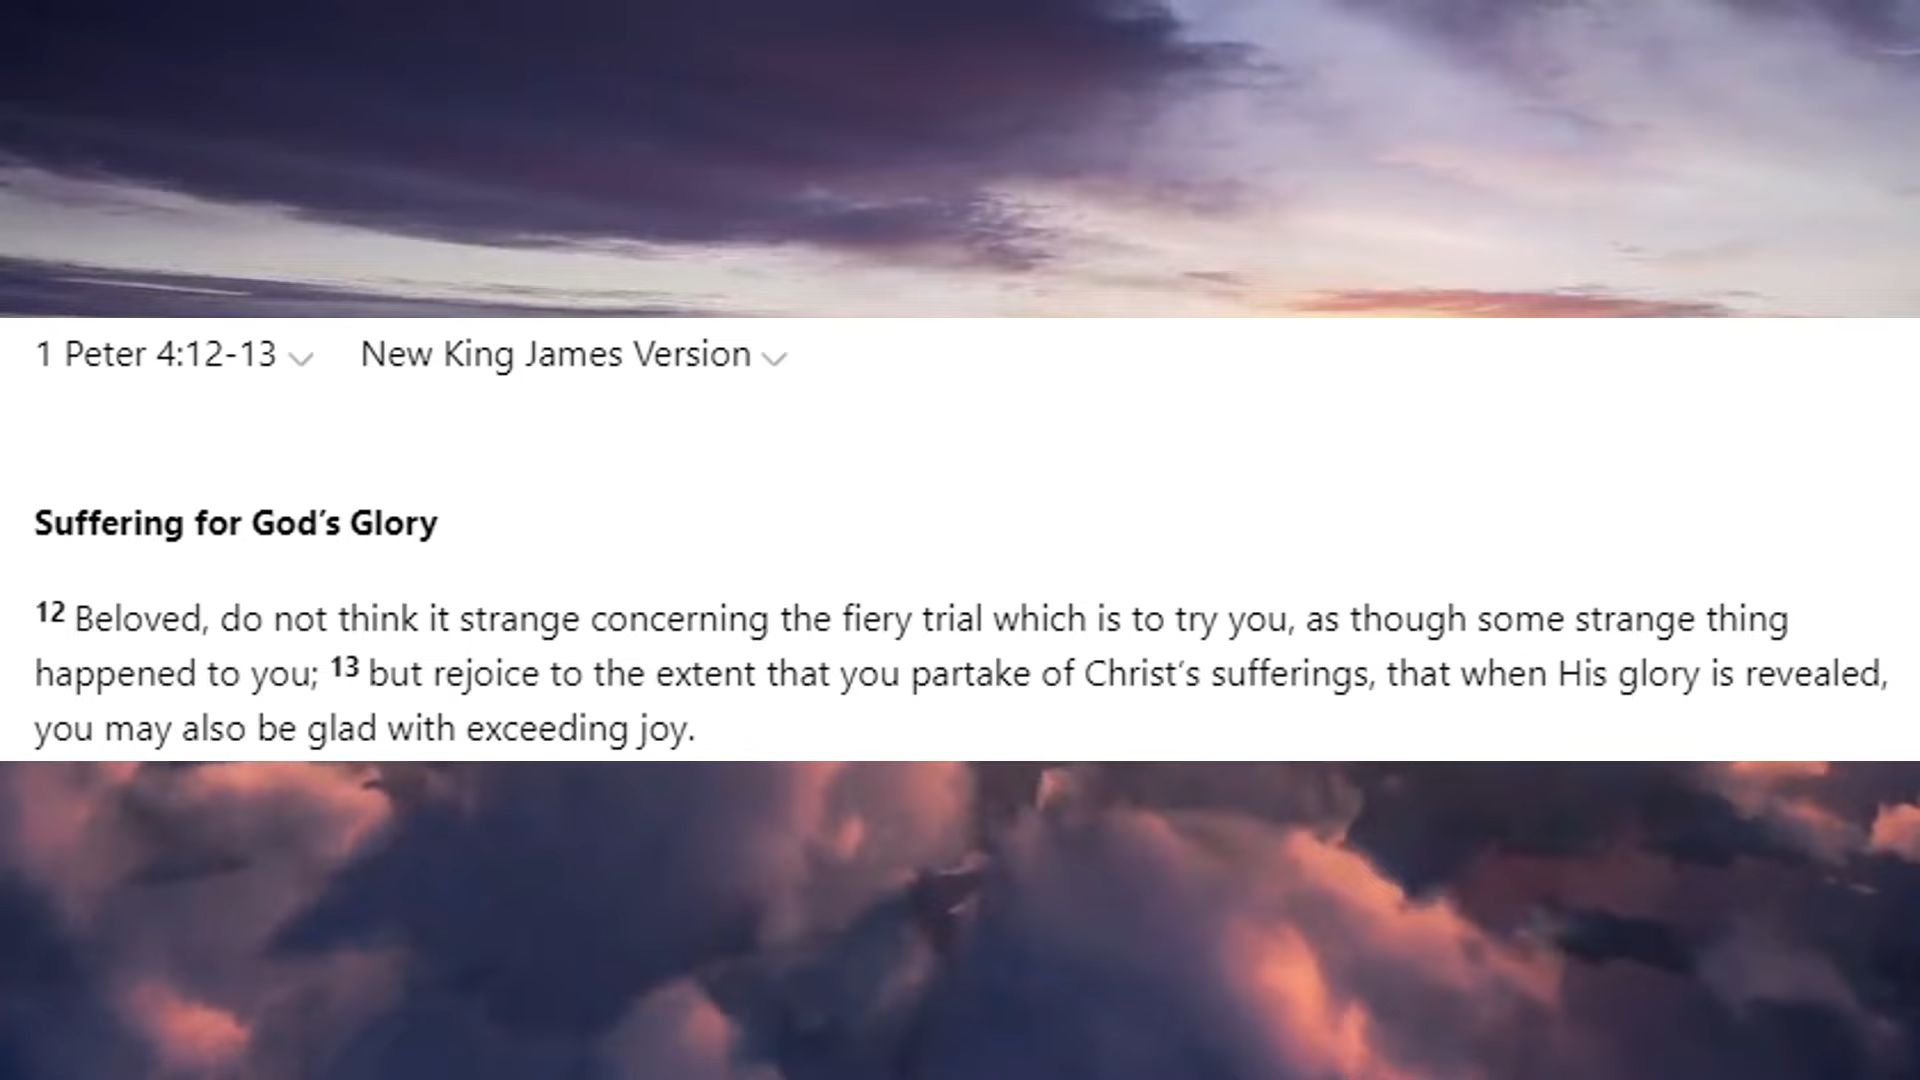 1 Peter 4:12-13 New King James Version
Suffering for God’s Glory
12 Beloved, do not think it strange concerning the fiery trial which is to try you, as though some strange thing
happened to you; 13 but rejoice to the extent that you partake of Christ’s sufferings, that when His glory is revealed,
you may also be glad with exceeding joy.